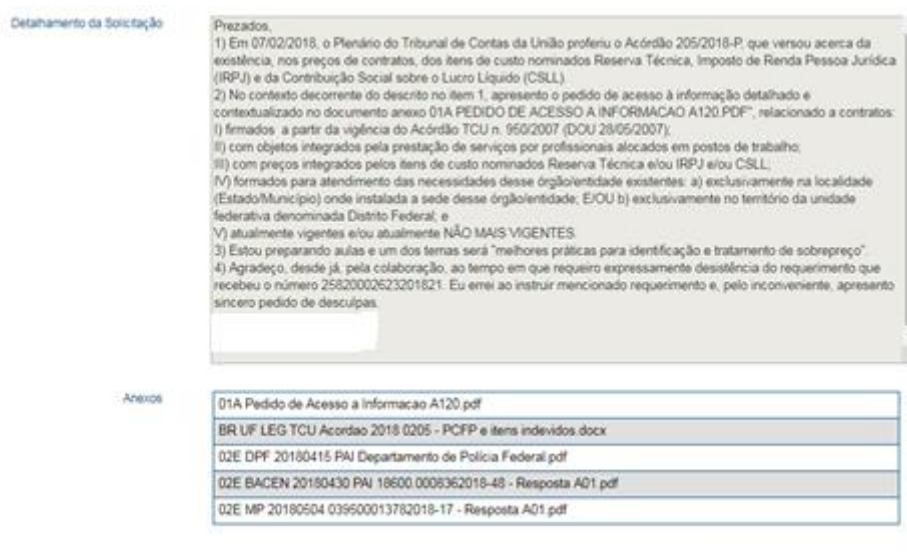 Detalhamento da Solicitação
Prezados,
1) Em 07/02/2018, o Plenário do Tribunal de Contas da União proferiu o Acórdão 205/2018-P, que versou acerca da
existência, nos preços de contratos, dos itens de custo nominados Reserva Técnica, Imposto de Renda Pessoa Jurídica
(IRPJ) e da Contribuição Social sobre o Lucro Líquido (CSLL).
2) No contexto decorrente do descrito no item 1, apresento o pedido de acesso à informação detalhado e
contextualizado no documento anexo 01A PEDIDO DE ACESSO A INFORMACAO A120.PDF", relacionado a contratos:
I) firmados a partir da vigência do Acórdão TCU n. 950/2007 (DOU 28/05/2007);
II) com objetos integrados pela prestação de serviços por profissionais alocados em postos de trabalho;
III) com preços integrados pelos itens de custo nominados Reserva Técnica e/ou IRPJ e/ou CSLL;
IV) formados para atendimento das necessidades desse órgão/entidade existentes: a) exclusivamente na localidade
(Estado/Município) onde instalada a sede desse órgão/entidade; E/OU b) exclusivamente no território da unidade
federativa denominada Distrito Federal; e
V) atualmente vigentes e/ou atualmente NÃO MAIS VIGENTES.
3) Estou preparando aulas e um dos temas será "melhores práticas para identificação e tratamento de sobrepreço".
4) Agradeço, desde já, pela colaboração, ao tempo em que requeiro expressamente desistência do requerimento que
recebeu o número 25820002623201821. Eu errei ao instruir mencionado requerimento e, pelo inconveniente, apresento
sincero pedido de desculpas.
Anexos
01A Pedido de Acesso a Informacao A120.pdf
BR UF LEG TCU Acordao 2018 0205 - PCFP e itens indevidos.docx
02E DPF 20180415 PAI Departamento de Policia Federal.pdf
02E BACEN 20180430 PAI 18600.0008362018-48 - Resposta A01.pdf
02E MP 20180504 039500013782018-17 - Resposta A01.pdf